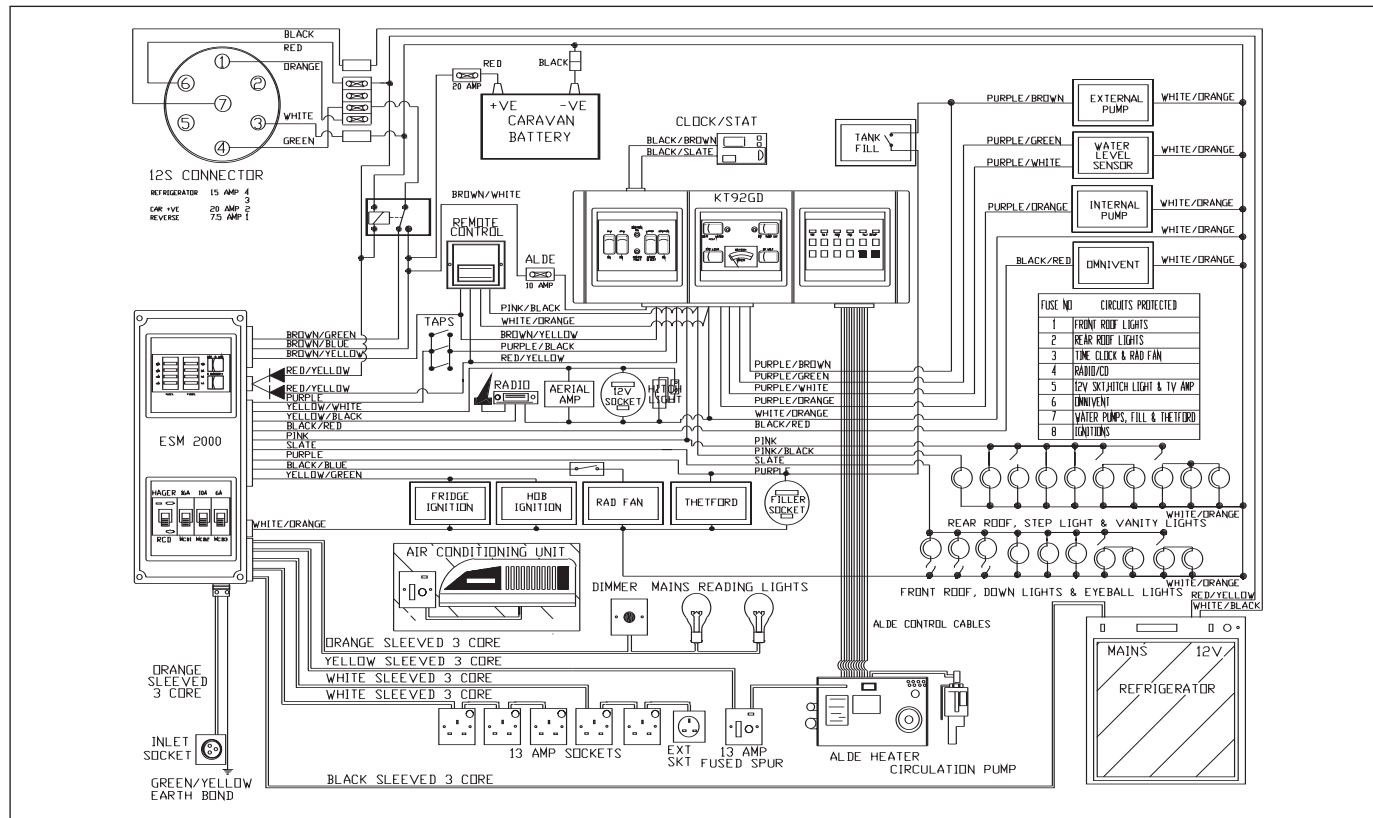 BLACK
RED
ORANGE
WHITE
GREEN
1
2
3
4
5
6
7
12S CONNECTOR
REFRIGERATOR 15 AMP 4
3
CAR +VE 20 AMP 2
REVERSE 7.5 AMP 1
RED
20 AMP
BLACK
+VE -VE
CARAVAN
BATTERY
CLOCK/STAT
BLACK/BROWN
BLACK/SLATE
TANK
FILL
PURPLE/BROWN
EXTERNAL
PUMP
WHITE/ORANGE
PURPLE/GREEN
PURPLE/WHITE
WATER
LEVEL
SENSOR
WHITE/ORANGE
PURPLE/ORANGE
INTERNAL
PUMP
WHITE/ORANGE
BLACK/RED
OMNIVENT
WHITE/ORANGE
BROWN/WHITE
REMOTE
CONTROL
ALDE
10 AMP
KT92GD
FUSE NO CIRCUITS PROTECTED
1 FRONT ROOF LIGHTS
2 REAR ROOF LIGHTS
3 TIME CLOCK & RAD FAN
4 RADIO/CD
5 12V SKT,HITCH LIGHT & TV AMP
6 OMNIVENT
7 WATER PUMPS, FILL & THETFORD
8 IGNITIONS
PINK/BLACK
WHITE/ORANGE
BROWN/YELLOW
PURPLE/BLACK
RED/YELLOW
TAPS
BROWN/GREEN
BROWN/BLUE
BROWN/YELLOW
RED/YELLOW
RED/YELLOW
PURPLE
YELLOW/WHITE
YELLOW/BLACK
BLACK/RED
PINK
SLATE
PURPLE
BLACK/BLUE
YELLOW/GREEN
WHITE/ORANGE
ESM 2000
HAGER 16A 10A 6A
RCD MCB1 MCB2 MCB3
RADIO
AERIAL
AMP
12V
SOCKET
HITCH
LIGHT
PURPLE/BROWN
PURPLE/GREEN
PURPLE/WHITE
PURPLE/ORANGE
WHITE/ORANGE
BLACK/RED
PINK
PINK/BLACK
SLATE
PURPLE
FRIDGE
IGNITION
HOB
IGNITION
RAD FAN
THETFORD
FILLER
SOCKET
WHITE/ORANGE
REAR ROOF, STEP LIGHT & VANITY LIGHTS
WHITE/ORANGE
FRONT ROOF, DOWN LIGHTS & EYEBALL LIGHTS
RED/YELLOW
WHITE/BLACK
AIR CONDITIONING UNIT
DIMMER MAINS READING LIGHTS
ORANGE SLEEVED 3 CORE
YELLOW SLEEVED 3 CORE
WHITE SLEEVED 3 CORE
WHITE SLEEVED 3 CORE
ALDE CONTROL CABLES
MAINS 12V
REFRIGERATOR
ORANGE
SLEEVED
3 CORE
INLET
SOCKET
GREEN/YELLOW
EARTH BOND
13 AMP SOCKETS
EXT
SKT
13 AMP
FUSED SPUR
ALDE HEATER
CIRCULATION PUMP
BLACK SLEEVED 3 CORE